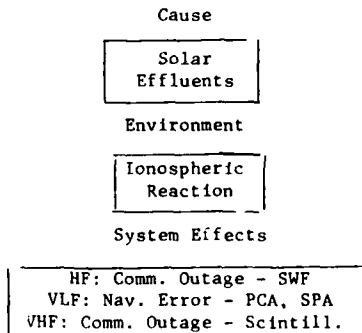 Cause
Solar
Effluents
Environment
Ionospheric
Reaction
System Effects
HF: Comm. Outage - SWF
VLF: Nav. Error - PCA, SPA
VHF: Comm. Outage - Scintill.